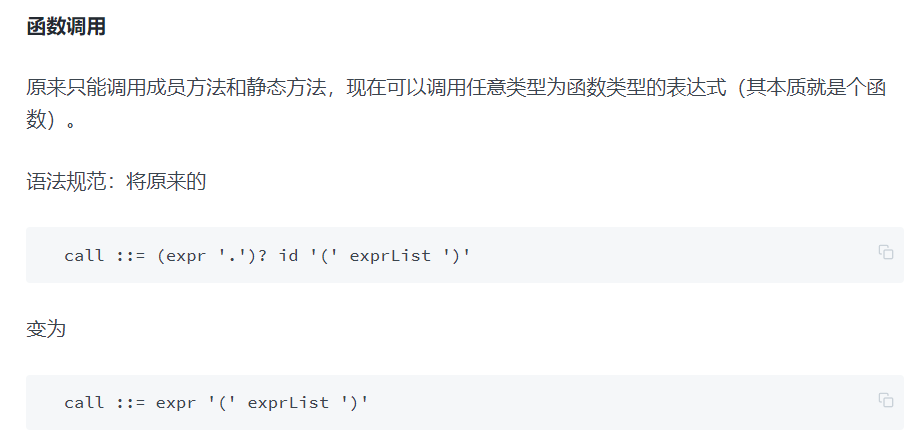 函数调用
原来只能调用成员方法和静态方法，现在可以调用任意类型为函数类型的表达式（其本质就是个函
数）。
语法规范：将原来的
call ::= (expr '.')? id '(' exprList ')'
变为
call ::= expr '(' exprList ')'